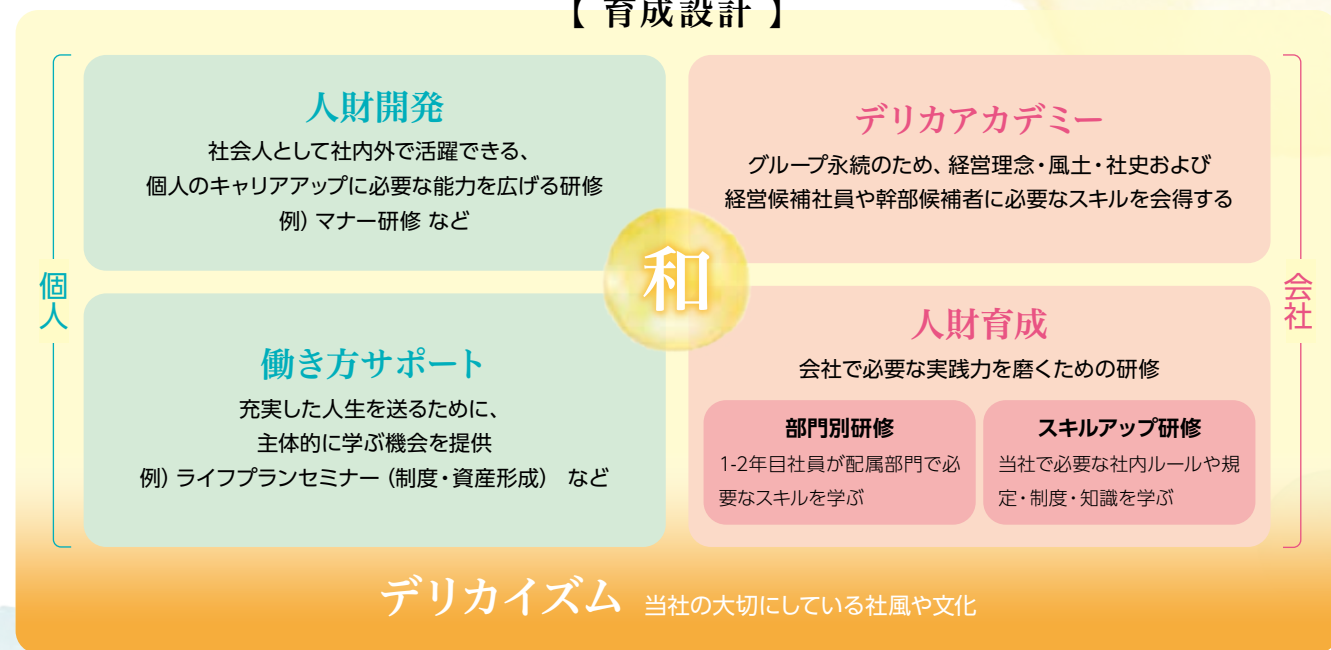 【 育成設計 】
個人
人財開発
社会人として社内外で活躍できる、
個人のキャリアアップに必要な能力を広げる研修
例）マナー研修 など
働き方サポート
充実した人生を送るために、
主体的に学ぶ機会を提供
例）ライフプランセミナー（制度・資産形成） など
和
デリカアカデミー
グループ永続のため、経営理念・風土・社史および
経営候補社員や幹部候補者に必要なスキルを会得する
人財育成
会社で必要な実践力を磨くための研修
部門別研修
1-2年目社員が配属部門で必
要なスキルを学ぶ
スキルアップ研修
当社で必要な社内ルールや規
定・制度・知識を学ぶ
会社
デリカイズム 当社の大切にしている社風や文化